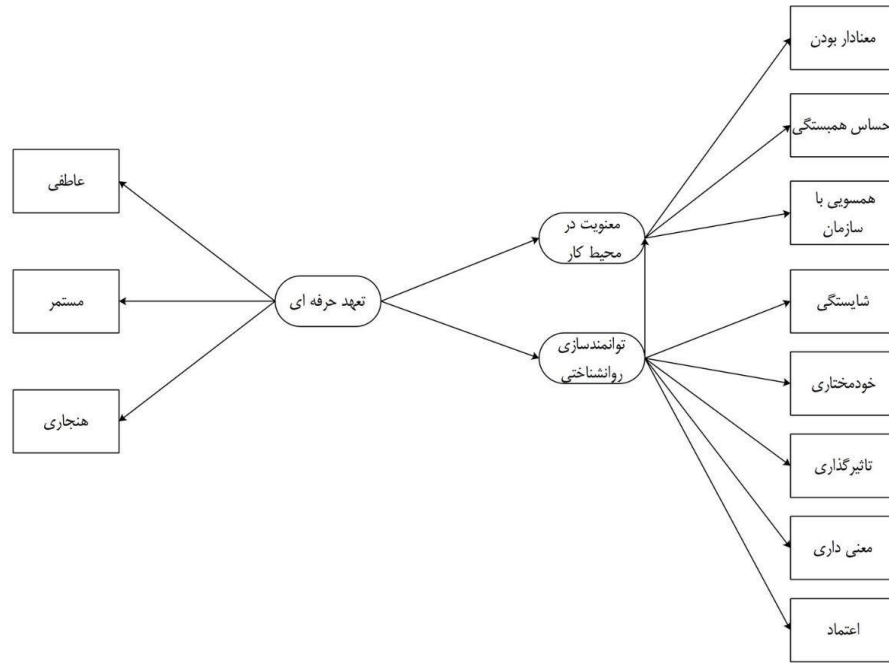 معنادار بودن
حساس همبستگی
همسویی با
سازمان
شایستگی
خودمختاری
تاثیرگذاری
معنی داری
اعتماد
معنویت در
محیط کار
توانمندسازی
روانشناختی
تعهد حرفه ای
عاطفی
مستمر
هنجاری